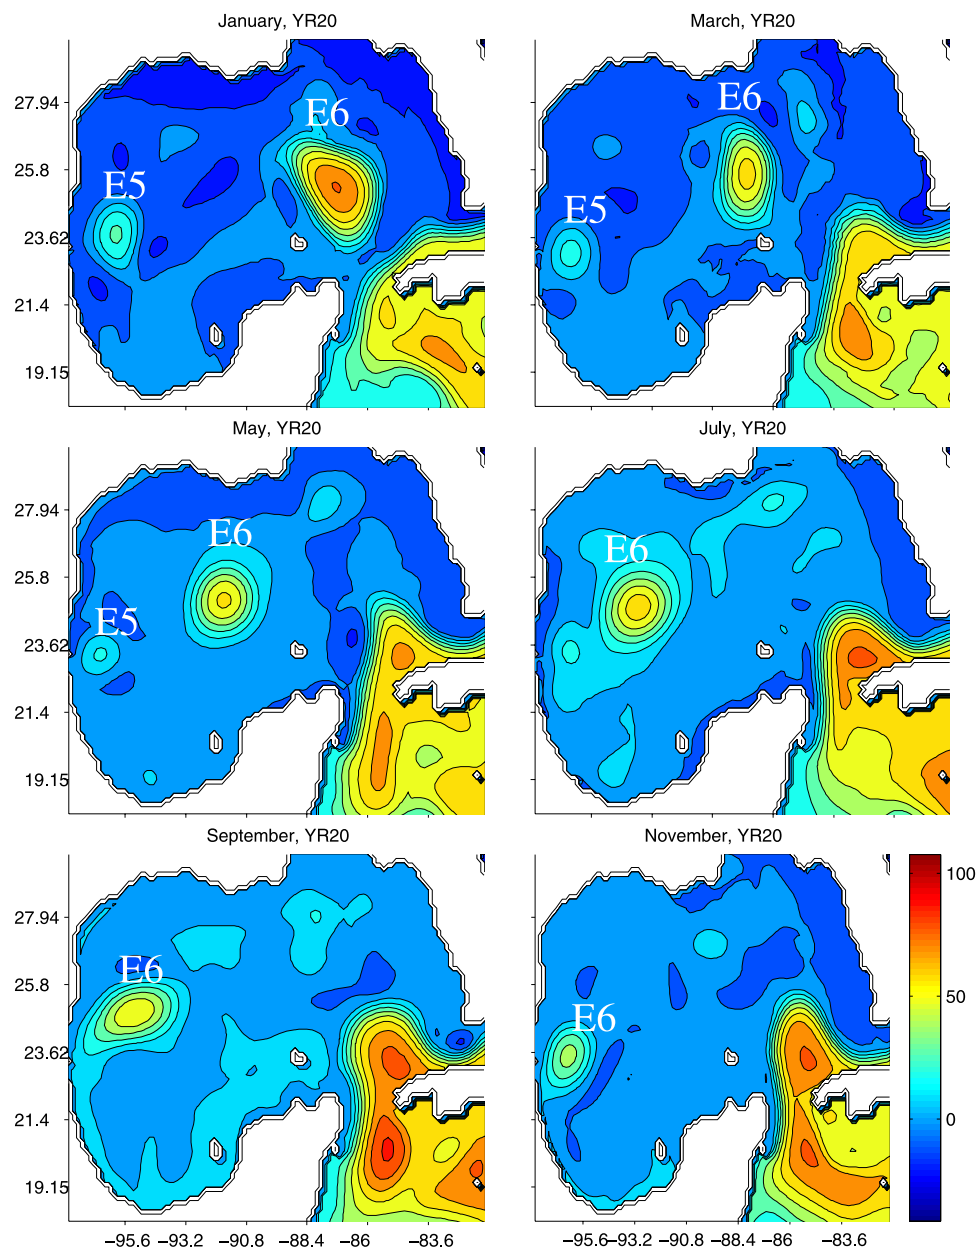 January, YR20
March, YR20
27.94
25.8
23.62
21.4
19.15
E6
E5
E6
E5
May, YR20
July, YR20
27.94
25.8
23.62
21.4
19.15
E6
E5
E6
September, YR20
November, YR20
27.94
25.8
23.62
21.4
19.15
E6
E6
100
50
0
−95.6 −93.2 −90.8 −88.4 −86 −83.6
−95.6 −93.2 −90.8 −88.4 −86 −83.6